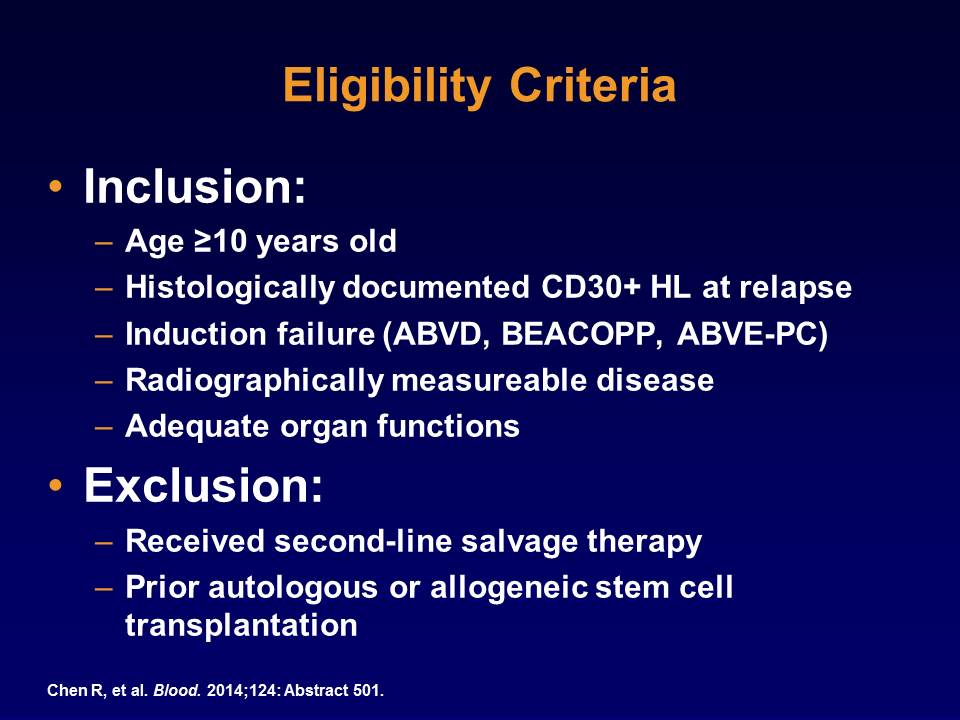 Eligibility Criteria
• Inclusion:
– Age ≥10 years old
– Histologically documented CD30+ HL at relapse
– Induction failure (ABVD, BEACOPP, ABVE-PC)
– Radiographically measureable disease
– Adequate organ functions
• Exclusion:
– Received second-line salvage therapy
– Prior autologous or allogeneic stem cell
transplantation
Chen R, et al. Blood. 2014;124: Abstract 501.